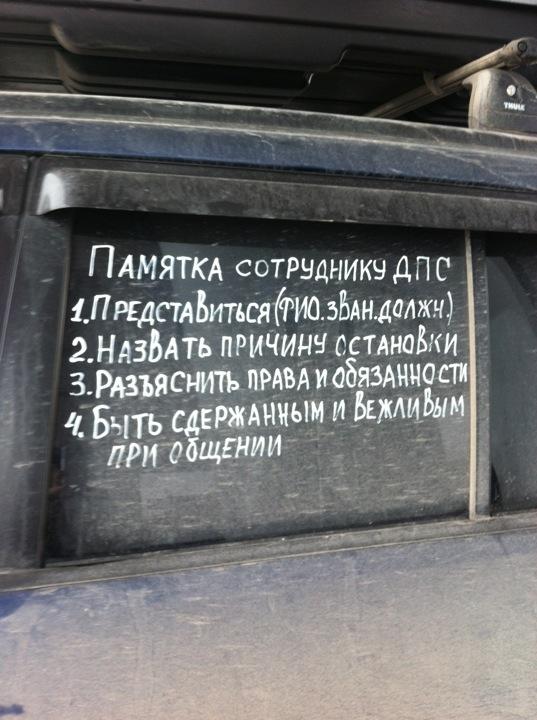 THULE
ПАМЯТКА СОТРУДНИКУ ДПС
1. ПРЕДСТАВИТЬСЯ (ФИО. ЗВАН. ДОЛЖН.)
2. НАЗВАТЬ ПРИЧИНУ ОСТАНОВКИ
3. РАЗЪЯСНИТЬ ПРАВА И ОБЯЗАННОСТИ
4. БЫТЬ СДЕРЖАННЫМ И ВЕЖЛИВЫМ
ПРИ ОБЩЕНИИ